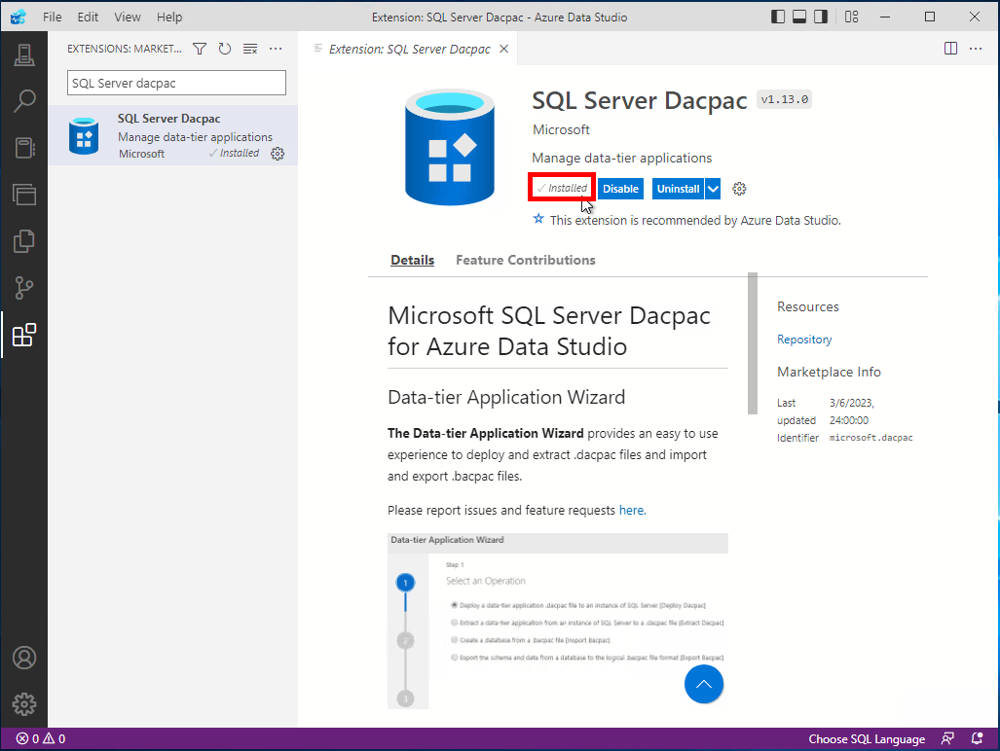 File Edit View Help
Extension: SQL Server Dacpac - Azure Data Studio
EXTENSIONS: MARKET...
Extension: SQL Server Dacpac
SQL Server dacpac
SQL Server Dacpac
Manage data-tier applications
Microsoft
✓ Installed
SQL Server Dacpac
v1.13.0
Microsoft
Manage data-tier applications
✓ Installed
Disable
Uninstall
This extension is recommended by Azure Data Studio.
Details
Feature Contributions
Microsoft SQL Server Dacpac
for Azure Data Studio
Data-tier Application Wizard
The Data-tier Application Wizard provides an easy to use
experience to deploy and extract .dacpac files and import
and export .bacpac files.
Please report issues and feature requests here.
Data-tier Application Wizard
Step 1
Select an Operation
1
Deploy a data-tier application .dacpac file to an instance of SQL Server [Deploy Dacpac]
Extract a data-tier application from an instance of SQL Server to a .dacpac file [Extract Dacpac]
2
Create a database from a .bacpac file [Import Bacpac]
Export the schema and data from a database to the logical .bacpac file format [Export Bacpac]
3
Resources
Repository
Marketplace Info
Last 3/6/2023,
updated 24:00:00
Identifier microsoft.dacpac
0 0
Choose SQL Language